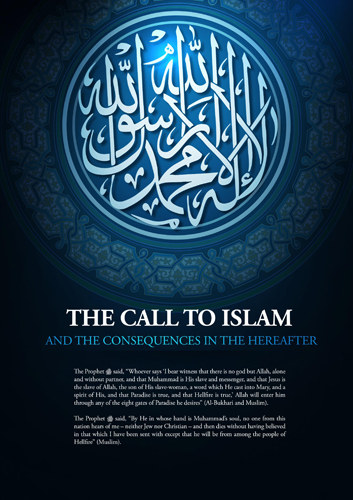 لا إله إلا الله محمد رسول الله
THE CALL TO ISLAM
AND THE CONSEQUENCES IN THE HEREAFTER
The Prophet ﷺ said, "Whoever says 'I bear witness that there is no god but Allah, alone
and without partner, and that Muhammad is His slave and messenger, and that Jesus is
the slave of Allah, the son of His slave-woman, a word which He cast into Mary, and a
spirit of His, and that Paradise is true, and that Hellfire is true,' Allah will enter him
through any of the eight gates of Paradise he desires" (Al-Bukhari and Muslim).
The Prophet ﷺ said, "By He in whose hand is Muhammad's soul, no one from this
nation hears of me – neither Jew nor Christian – and then dies without having believed
in that which I have been sent with except that he will be from among the people of
Hellfire" (Muslim).